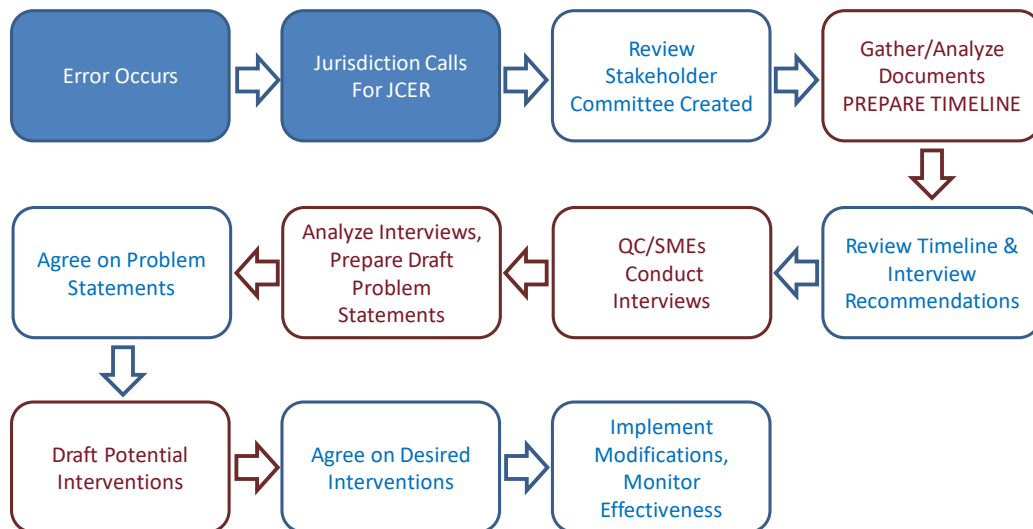 Error Occurs
Jurisdiction Calls
For JCER
Review
Stakeholder
Committee Created
Gather/Analyze
Documents
PREPARE TIMELINE
Review Timeline &
Interview
Recommendations
QC/SMEs
Conduct
Interviews
Analyze Interviews,
Prepare Draft
Problem
Statements
Agree on Problem
Statements
Draft Potential
Interventions
Agree on Desired
Interventions
Implement
Modifications,
Monitor
Effectiveness